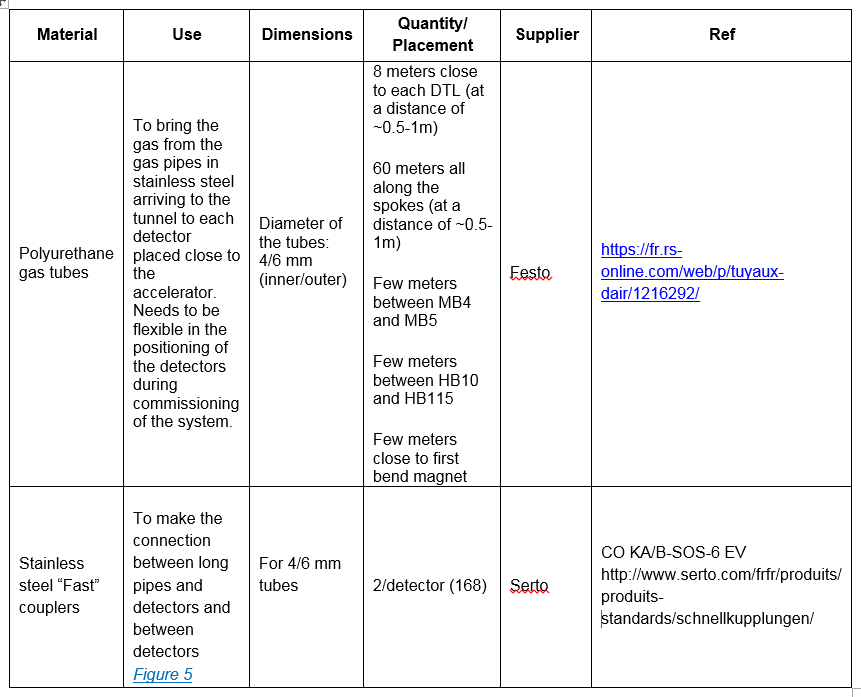 Material
Use
Dimensions
Quantity/
Placement
Supplier
Ref
Polyurethane
gas tubes
To bring the
gas from the
gas pipes in
stainless steel
arriving to the
tunnel to each
detector
placed close to
the
accelerator.
Needs to be
flexible in the
positioning of
the detectors
during
commissioning
of the system.
Diameter of
the tubes:
4/6 mm
(inner/outer)
8 meters close
to each DTL (at
a distance of
~0.5-1m)
60 meters all
along the
spokes (at a
distance of ~0.5-
1m)
Few meters
between MB4
and MB5
Few meters
between HB10
and HB115
Few meters
close to first
bend magnet
Festo
https://fr.rs-
online.com/web/p/tuyaux-
dair/1216292/
Stainless
steel “Fast”
couplers
To make the
connection
between long
pipes and
detectors and
between
detectors
Figure 5
For 4/6 mm
tubes
2/detector (168)
Serto
CO KA/B-SOS-6 EV
http://www.serto.com/frfr/produits/
produits-
standards/schnellkupplungen/